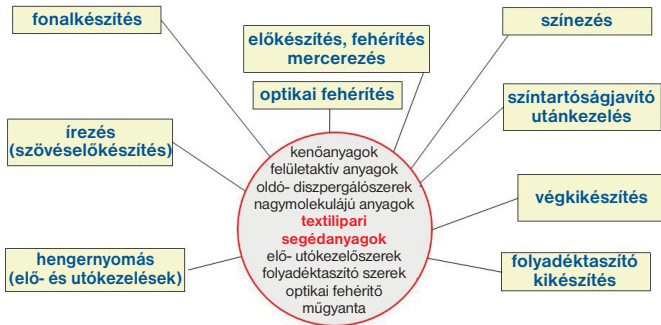 fonalkészítés
előkészítés, fehérítés
mercerezés
színezés
optikai fehérítés
színtartóságjavító
utánkezelés
írezés
(szövéselőkészítés)
kenőanyagok
felületaktív anyagok
oldó- diszpergálószerek
nagymolekulájú anyagok
textilipari
segédanyagok
elő- utókezelőszerek
folyadéktaszító szerek
optikai fehérítő
műgyanta
végkikészítés
hengernyomás
(elő- és utókezelések)
folyadéktaszító
kikészítés